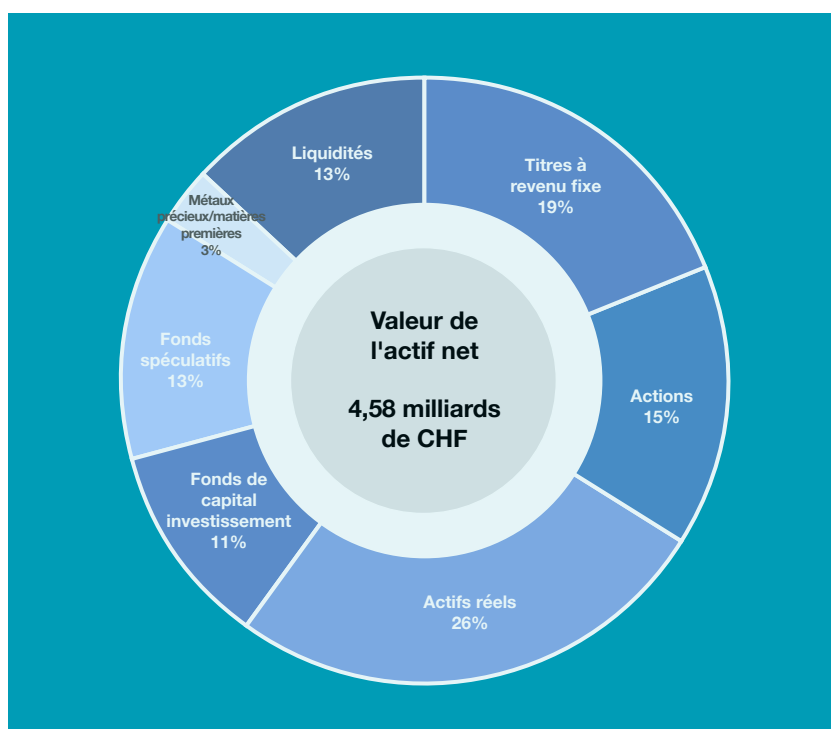 Liquidités
13%
Titres à
revenu fixe
19%
Métaux
précieux/matières
premières
3%
Fonds
spéculatifs
13%
Valeur de
l'actif net
4,58 milliards
de CHF
Actions
15%
Fonds de
capital
investissement
11%
Actifs réels
26%